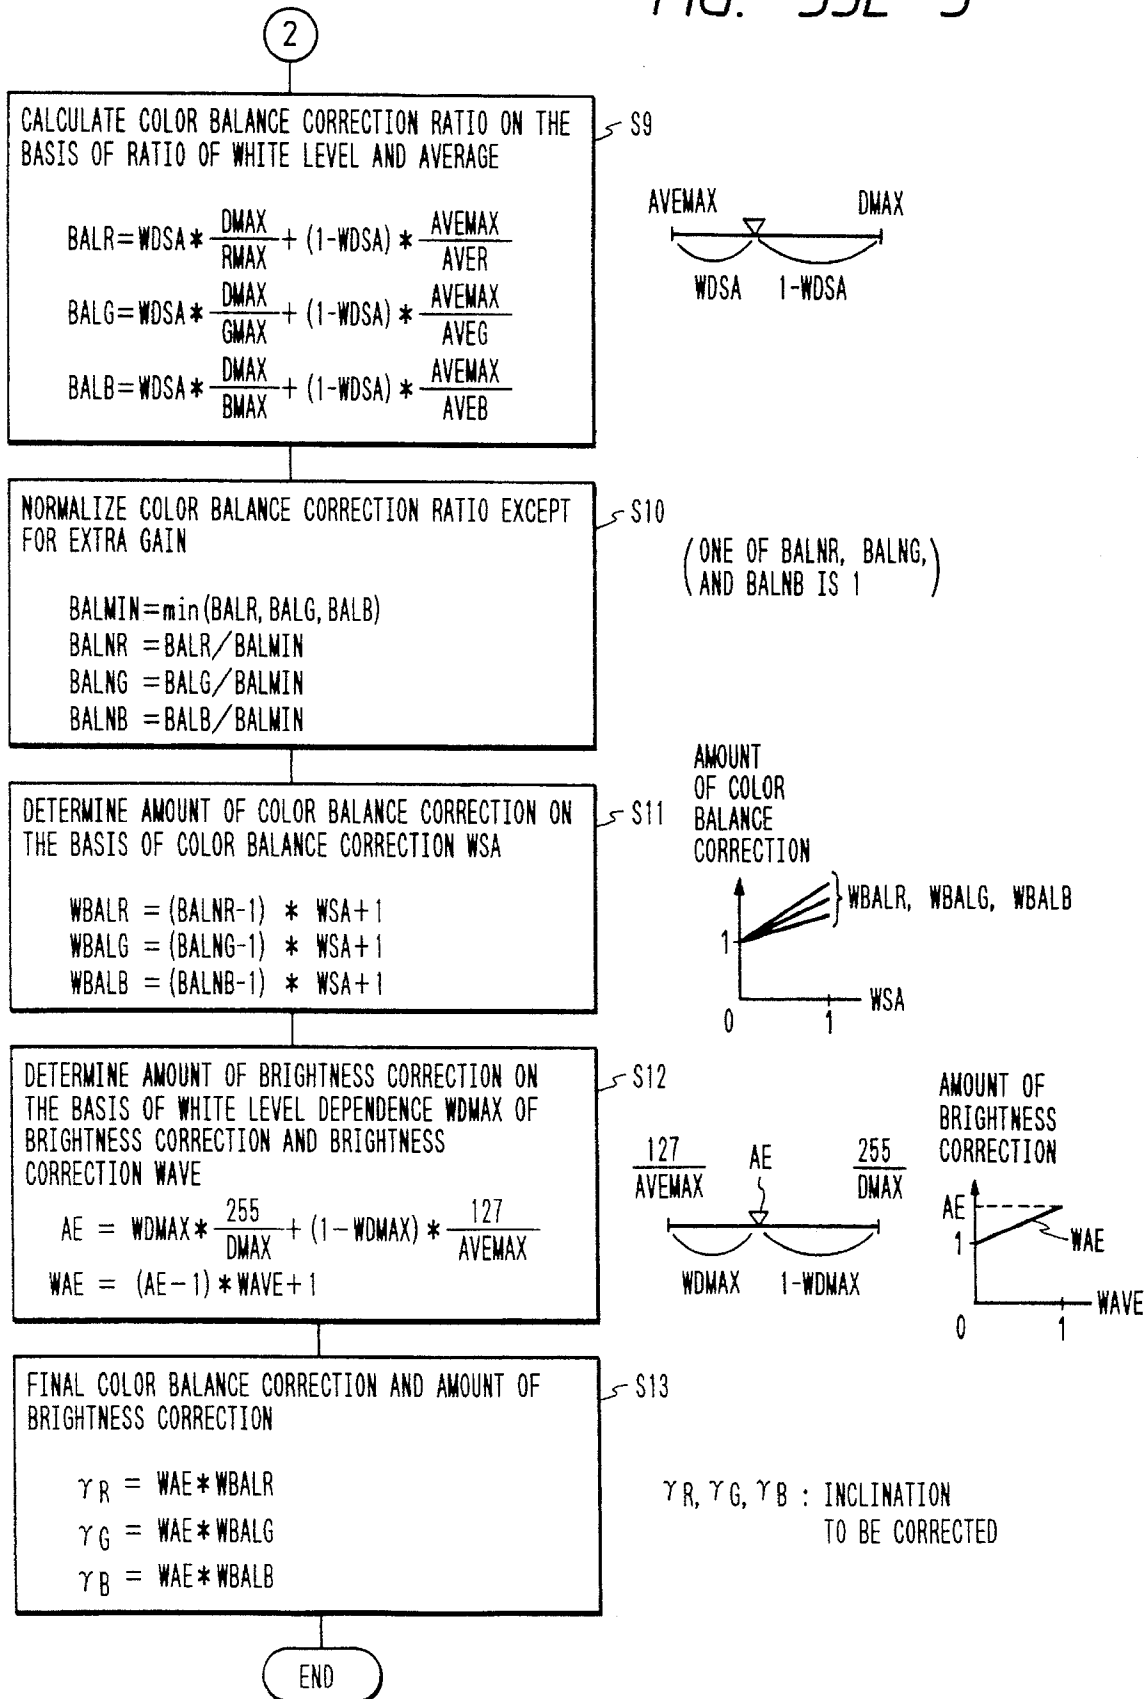 FIG. 33E-3
2
CALCULATE COLOR BALANCE CORRECTION RATIO ON THE
BASIS OF RATIO OF WHITE LEVEL AND AVERAGE
BALR=WDSA*DMAX/RMAX+(1-WDSA)*AVEMAX/AVER
BALG=WDSA*DMAX/GMAX+(1-WDSA)*AVEMAX/AVEG
BALB=WDSA*DMAX/BMAX+(1-WDSA)*AVEMAX/AVEB
S9
AVEMAX DMAX
WDSA 1-WDSA
NORMALIZE COLOR BALANCE CORRECTION RATIO EXCEPT
FOR EXTRA GAIN
BALMIN=min(BALR,BALG,BALB)
BALNR =BALR/BALMIN
BALNG =BALG/BALMIN
BALNB =BALB/BALMIN
S10
(ONE OF BALNR, BALNG,
AND BALNB IS 1)
DETERMINE AMOUNT OF COLOR BALANCE CORRECTION ON
THE BASIS OF COLOR BALANCE CORRECTION WSA
WBALR = (BALNR-1) * WSA+1
WBALG = (BALNG-1) * WSA+1
WBALB = (BALNB-1) * WSA+1
S11
AMOUNT
OF COLOR
BALANCE
CORRECTION
WBALR, WBALG, WBALB
1
WSA
0 1
DETERMINE AMOUNT OF BRIGHTNESS CORRECTION ON
THE BASIS OF WHITE LEVEL DEPENDENCE WDMAX OF
BRIGHTNESS CORRECTION AND BRIGHTNESS
CORRECTION WAVE
AE = WDMAX*255/DMAX+(1-WDMAX)*127/AVEMAX
WAE = (AE-1)*WAVE+1
S12
127/AVEMAX AE 255/DMAX
WDMAX 1-WDMAX
AMOUNT OF
BRIGHTNESS
CORRECTION
AE
1
WAE
WAVE
0 1
FINAL COLOR BALANCE CORRECTION AND AMOUNT OF
BRIGHTNESS CORRECTION
γR = WAE*WBALR
γG = WAE*WBALG
γB = WAE*WBALB
S13
γR, γG, γB : INCLINATION
TO BE CORRECTED
END